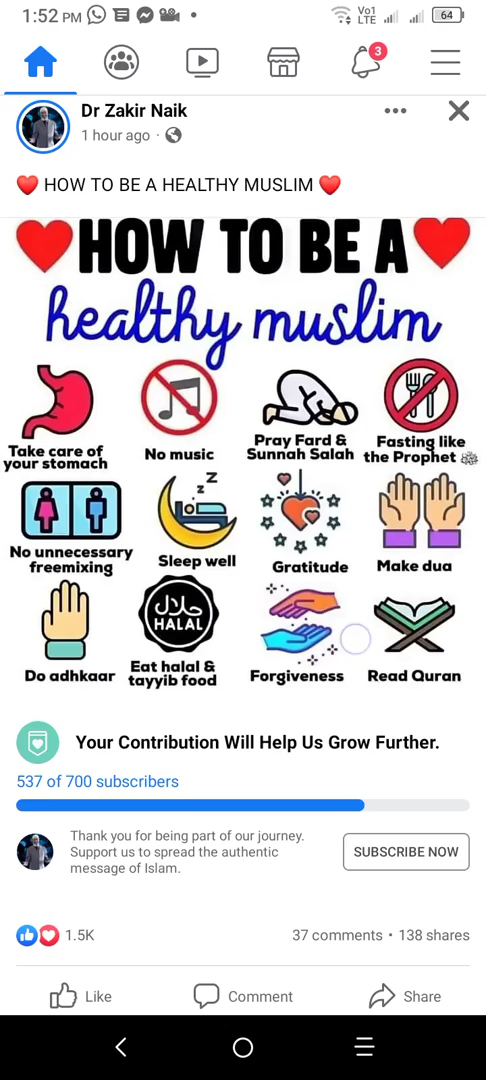 1:52 PM
Vo1
LTE
64
3
Dr Zakir Naik
1 hour ago ·
❤️ HOW TO BE A HEALTHY MUSLIM ❤️
HOW TO BE A
healthy muslim
Take care of
your stomach
No music
Pray Fard &
Sunnah Salah
Fasting like
the Prophet ﷺ
No unnecessary
freemixing
z Z
Sleep well
Gratitude
Make dua
Do adhkaar
حلال
HALAL
Eat halal &
tayyib food
Forgiveness
Read Quran
Your Contribution Will Help Us Grow Further.
537 of 700 subscribers
Thank you for being part of our journey.
Support us to spread the authentic
message of Islam.
SUBSCRIBE NOW
1.5K
37 comments • 138 shares
Like
Comment
Share